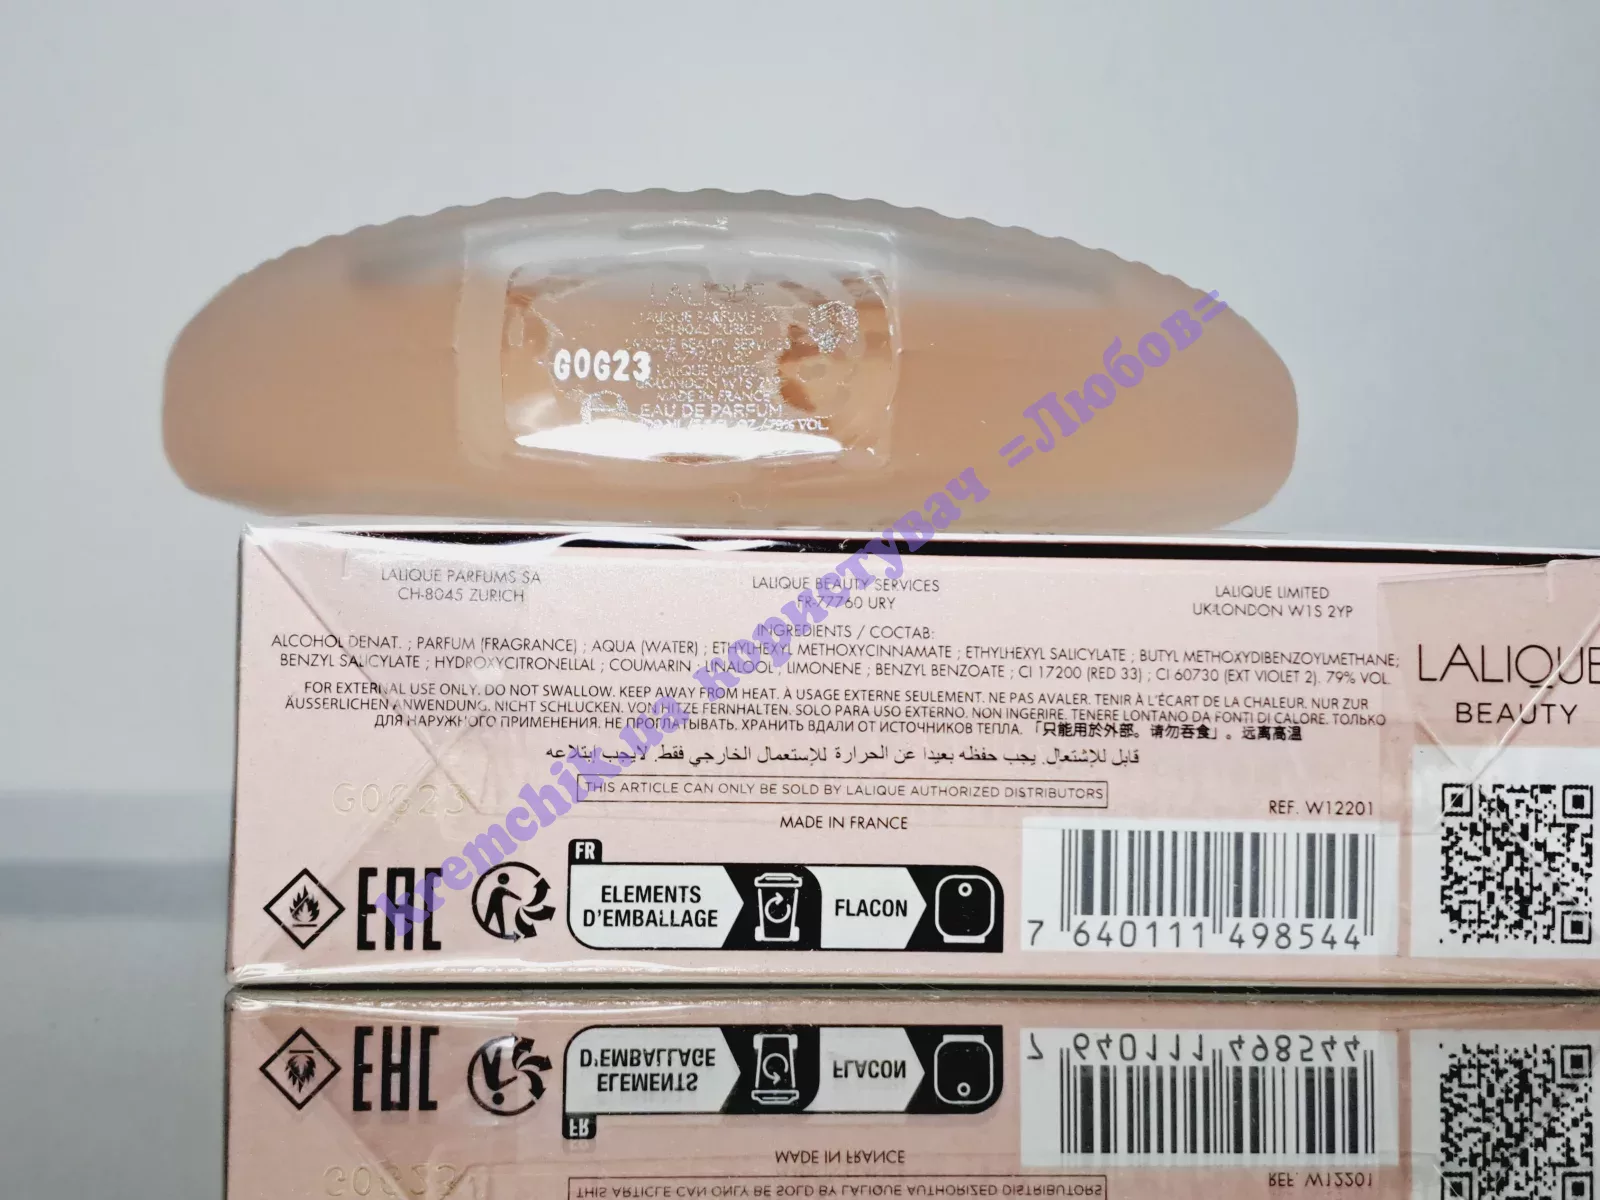 LALIQUE
LALIQUE PARFUMS SA
CH-8045 ZURICH
LALIQUE BEAUTY SERVICES
FR-77760 URY
G0G23
LALIQUE LIMITED
UK-LONDON W1S 2YP
MADE IN FRANCE
EAU DE PARFUM
79% VOL.
LALIQUE PARFUMS SA
CH-8045 ZURICH
LALIQUE BEAUTY SERVICES
FR-77760 URY
LALIQUE LIMITED
UK-LONDON W1S 2YP
INGREDIENTS / СОСТАВ:
ALCOHOL DENAT. ; PARFUM (FRAGRANCE) ; AQUA (WATER) ; ETHYLHEXYL METHOXYCINNAMATE ; ETHYLHEXYL SALICYLATE ; BUTYL METHOXYDIBENZOYLMETHANE;
BENZYL SALICYLATE ; HYDROXYCITRONELLAL ; COUMARIN ; LINALOOL ; LIMONENE ; BENZYL BENZOATE ; CI 17200 (RED 33) ; CI 60730 (EXT VIOLET 2). 79% VOL.
FOR EXTERNAL USE ONLY. DO NOT SWALLOW. KEEP AWAY FROM HEAT. À USAGE EXTERNE SEULEMENT. NE PAS AVALER. TENIR À L'ÉCART DE LA CHALEUR. NUR ZUR
ÄUSSERLICHEN ANWENDUNG. NICHT SCHLUCKEN. VON HITZE FERNHALTEN. SOLO PARA USO EXTERNO. NON INGERIRE. TENERE LONTANO DA FONTI DI CALORE. ТОЛЬКО
ДЛЯ НАРУЖНОГО ПРИМЕНЕНИЯ. НЕ ПРОГЛАТЫВАТЬ. ХРАНИТЬ ВДАЛИ ОТ ИСТОЧНИКОВ ТЕПЛА.「只能用於外部。请勿吞食」。远离高温
قابل للإشتعال. يجب حفظه بعيدا عن الحرارة للإستعمال الخارجي فقط. لايجب إبتلاعه
THIS ARTICLE CAN ONLY BE SOLD BY LALIQUE AUTHORIZED DISTRIBUTORS
G0G23
REF. W12201
MADE IN FRANCE
LALIQUE
BEAUTY
EAC
FR
ELEMENTS
D'EMBALLAGE
FLACON
7 640111 498544
kremchik.ua користувач =Любов=